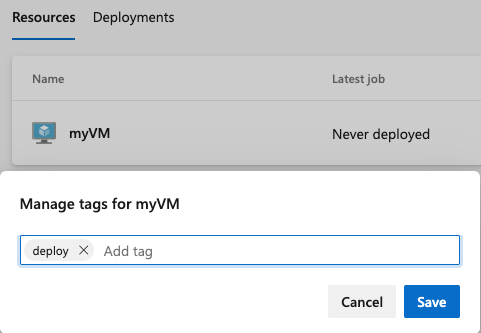 Resources Deployments
Name Latest job
myVM Never deployed
Manage tags for myVM
deploy Add tag
Cancel Save